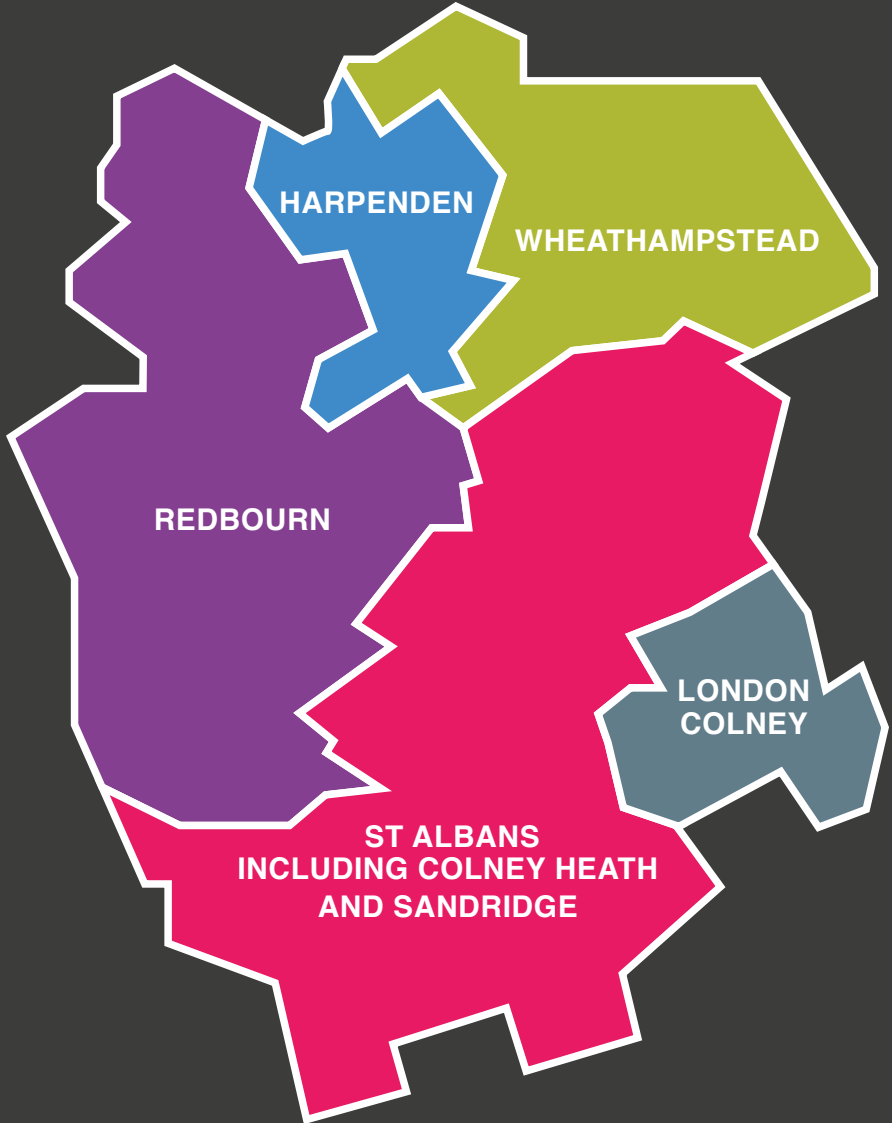 HARPENDEN
WHEATHAMPSTEAD
REDBOURN
LONDON
COLNEY
ST ALBANS
INCLUDING COLNEY HEATH
AND SANDRIDGE